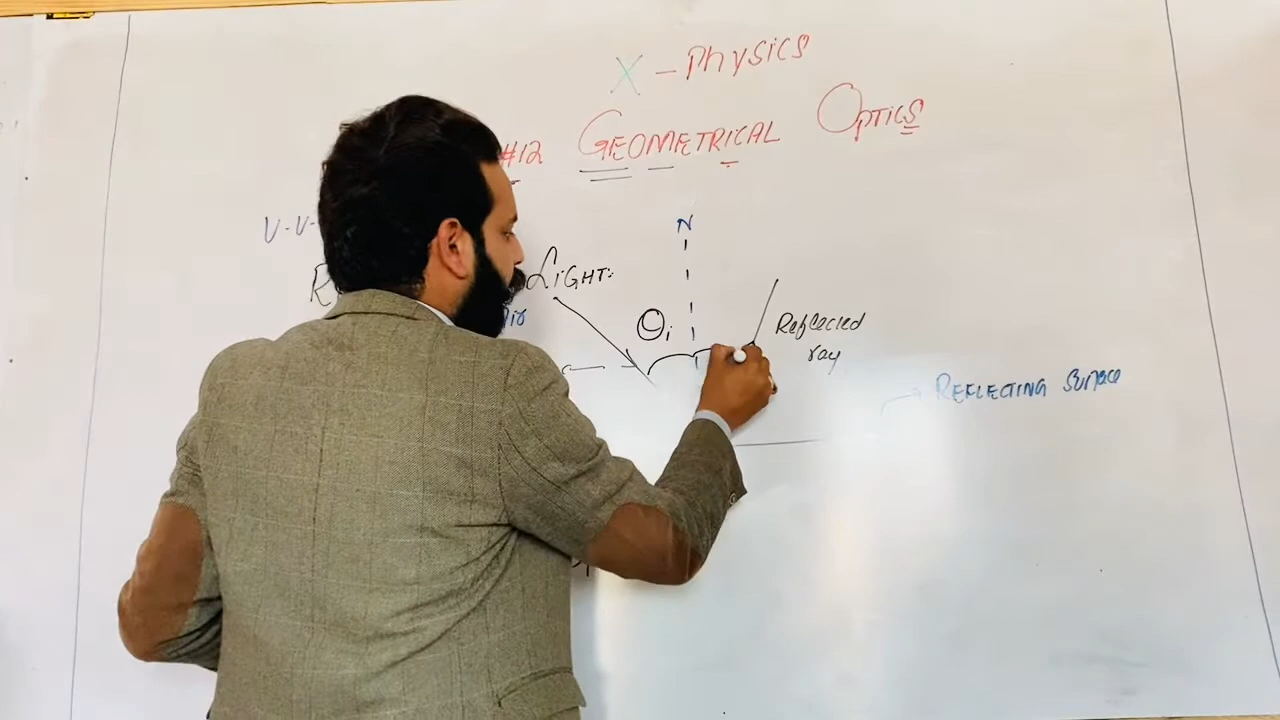 X - Physics
#12 GEOMETRICAL OPTICS
N
LIGHT:
θi
Reflected
ray
REFLECTING Surface